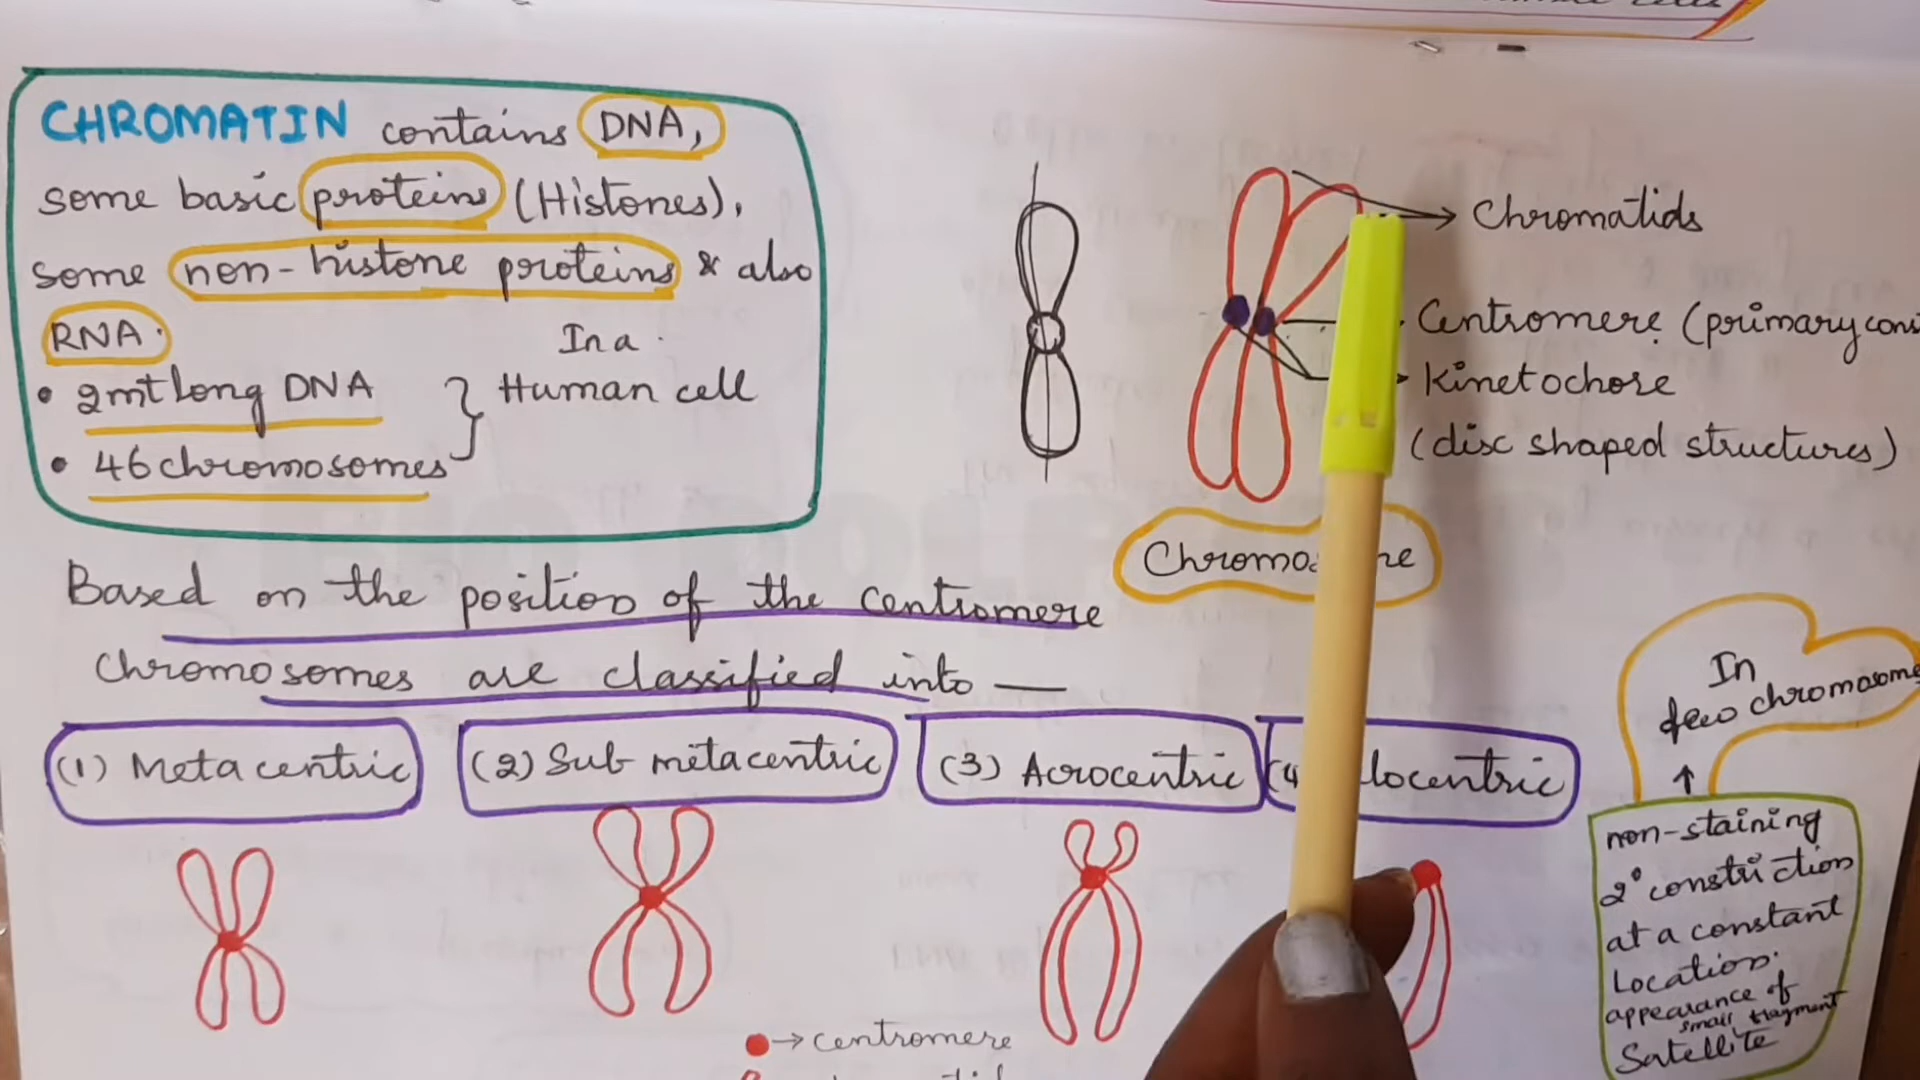 CHROMATIN contains DNA,
some basic proteins (Histones),
some non-histone proteins & also
RNA.
• 2mt long DNA
• 46 chromosomes
In a
Human cell
Chromatids
Centromere (primary cons
Kinetochore
(disc shaped structures)
Based on the position of the centromere
Chromosomes are classified into —
(1) Metacentric
(2) Sub metacentric
(3) Acrocentric
In
few chromosome
non-staining
2° constriction
at a constant
location.
appearance of
small fragment
Satellite
→ centromere